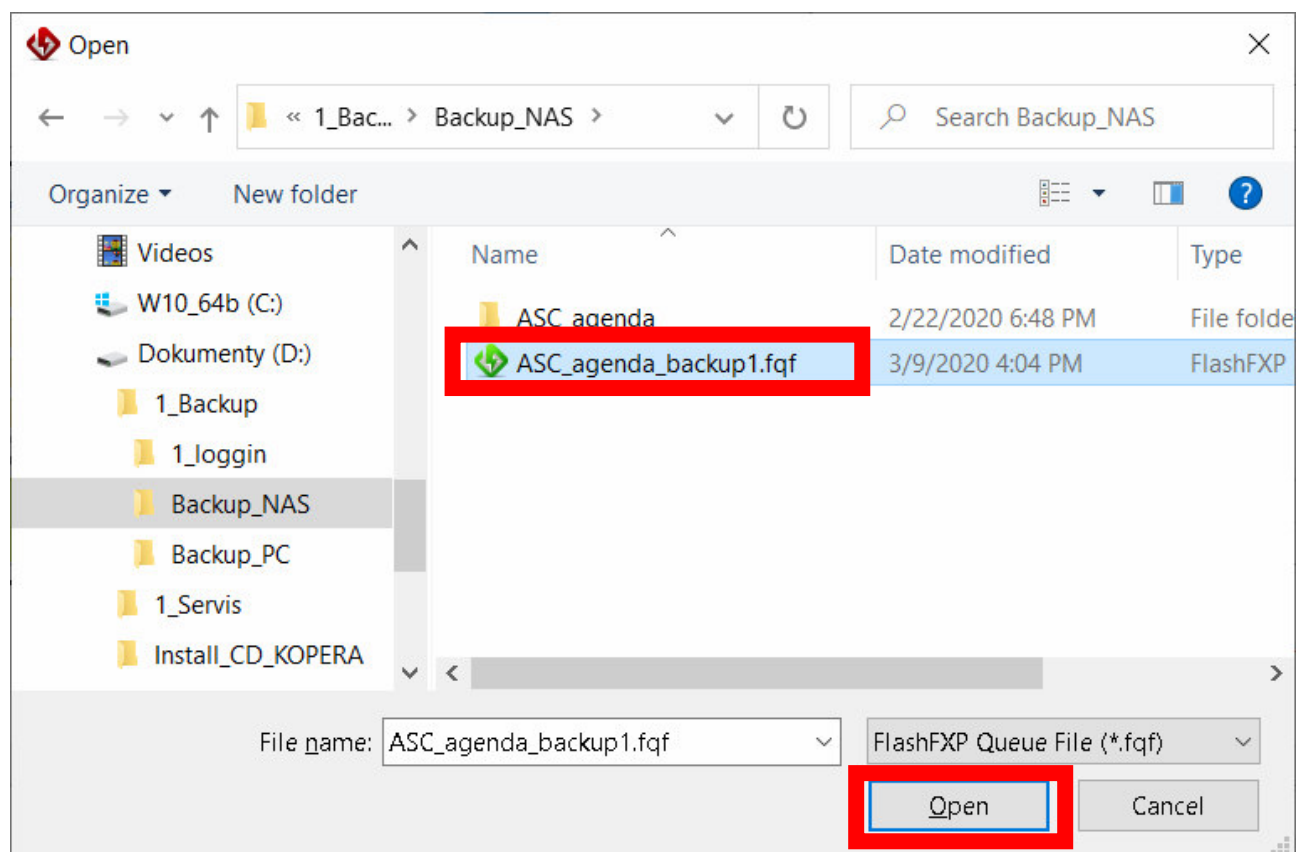 Open
« 1_Bac... > Backup_NAS >
Search Backup_NAS
Organize
New folder
Videos
W10_64b (C:)
Dokumenty (D:)
1_Backup
1_loggin
Backup_NAS
Backup_PC
1_Servis
Install_CD_KOPERA
Name Date modified Type
ASC_agenda 2/22/2020 6:48 PM File folde
ASC_agenda_backup1.fqf 3/9/2020 4:04 PM FlashFXP
File name: ASC_agenda_backup1.fqf FlashFXP Queue File (*.fqf)
Open Cancel